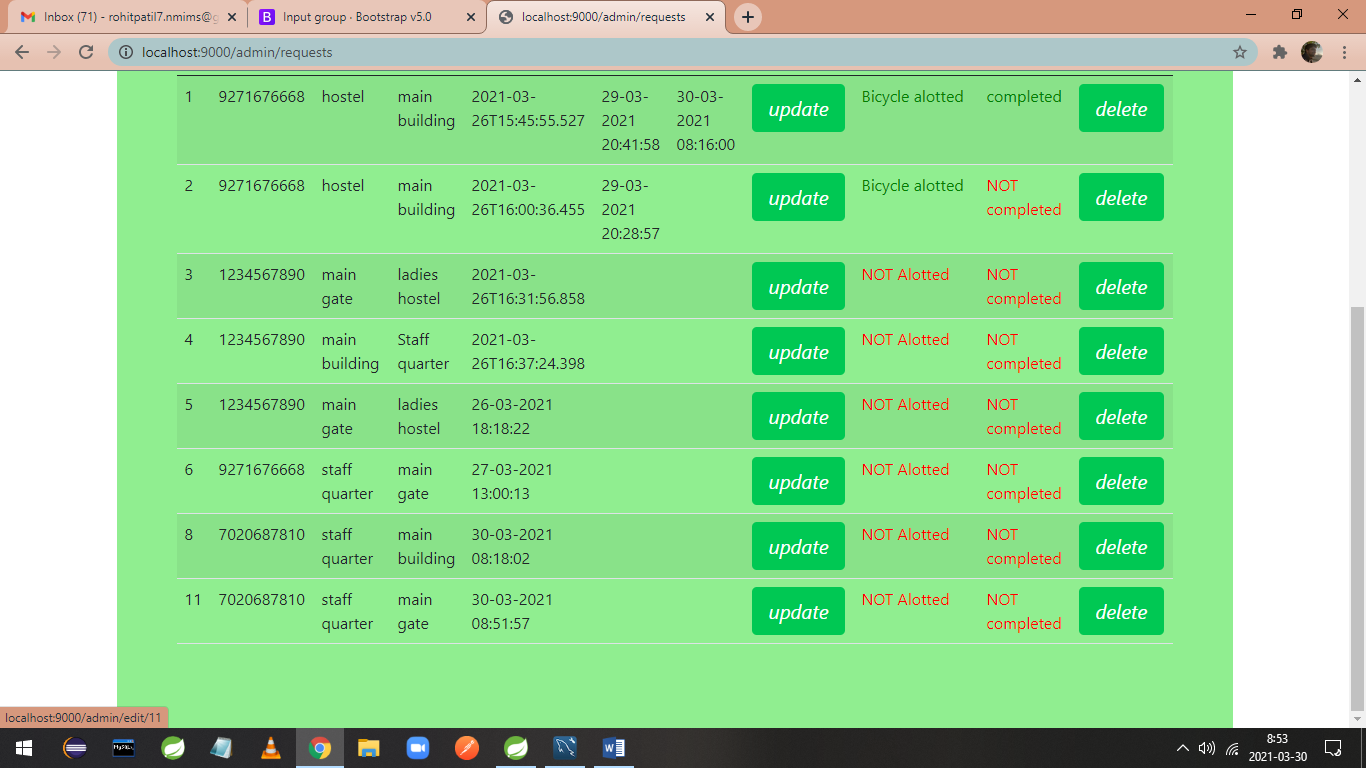 Inbox (71) - rohitpatil7.nmims@g
Input group · Bootstrap v5.0
localhost:9000/admin/requests
localhost:9000/admin/requests
1 9271676668 hostel main building 2021-03-26T15:45:55.527 29-03-2021 20:41:58 30-03-2021 08:16:00 update Bicycle alotted completed delete
2 9271676668 hostel main building 2021-03-26T16:00:36.455 29-03-2021 20:28:57 update Bicycle alotted NOT completed delete
3 1234567890 main gate ladies hostel 2021-03-26T16:31:56.858 update NOT Alotted NOT completed delete
4 1234567890 main building Staff quarter 2021-03-26T16:37:24.398 update NOT Alotted NOT completed delete
5 1234567890 main gate ladies hostel 26-03-2021 18:18:22 update NOT Alotted NOT completed delete
6 9271676668 staff quarter main gate 27-03-2021 13:00:13 update NOT Alotted NOT completed delete
8 7020687810 staff quarter main building 30-03-2021 08:18:02 update NOT Alotted NOT completed delete
11 7020687810 staff quarter main gate 30-03-2021 08:51:57 update NOT Alotted NOT completed delete
localhost:9000/admin/edit/11
8:53
2021-03-30